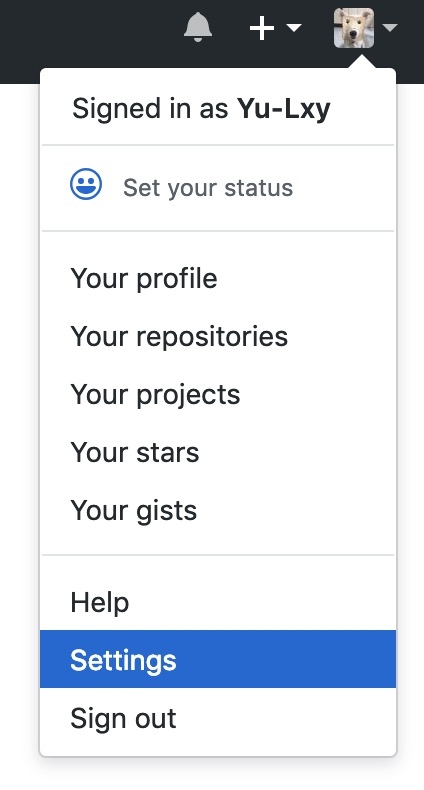 Signed in as Yu-Lxy
Set your status
Your profile
Your repositories
Your projects
Your stars
Your gists
Help
Settings
Sign out